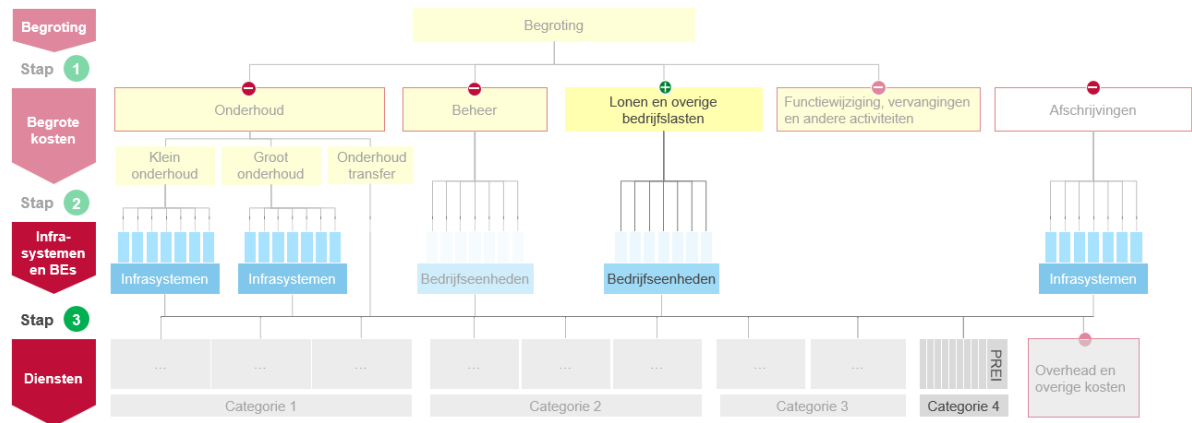 Begroting
Begroting
Stap 1
Begrote
kosten
Onderhoud
Beheer
Lonen en overige
bedrijfslasten
Functiewijziging, vervangingen
en andere activiteiten
Afschrijvingen
Klein
onderhoud
Groot
onderhoud
Onderhoud
transfer
Stap 2
Infra-
systemen
en BEs
Infrasystemen
Infrasystemen
Bedrijfseenheden
Bedrijfseenheden
Infrasystemen
Stap 3
Diensten
...
...
...
...
...
...
...
...
PREI
Overhead en
overige kosten
Categorie 1
Categorie 2
Categorie 3
Categorie 4